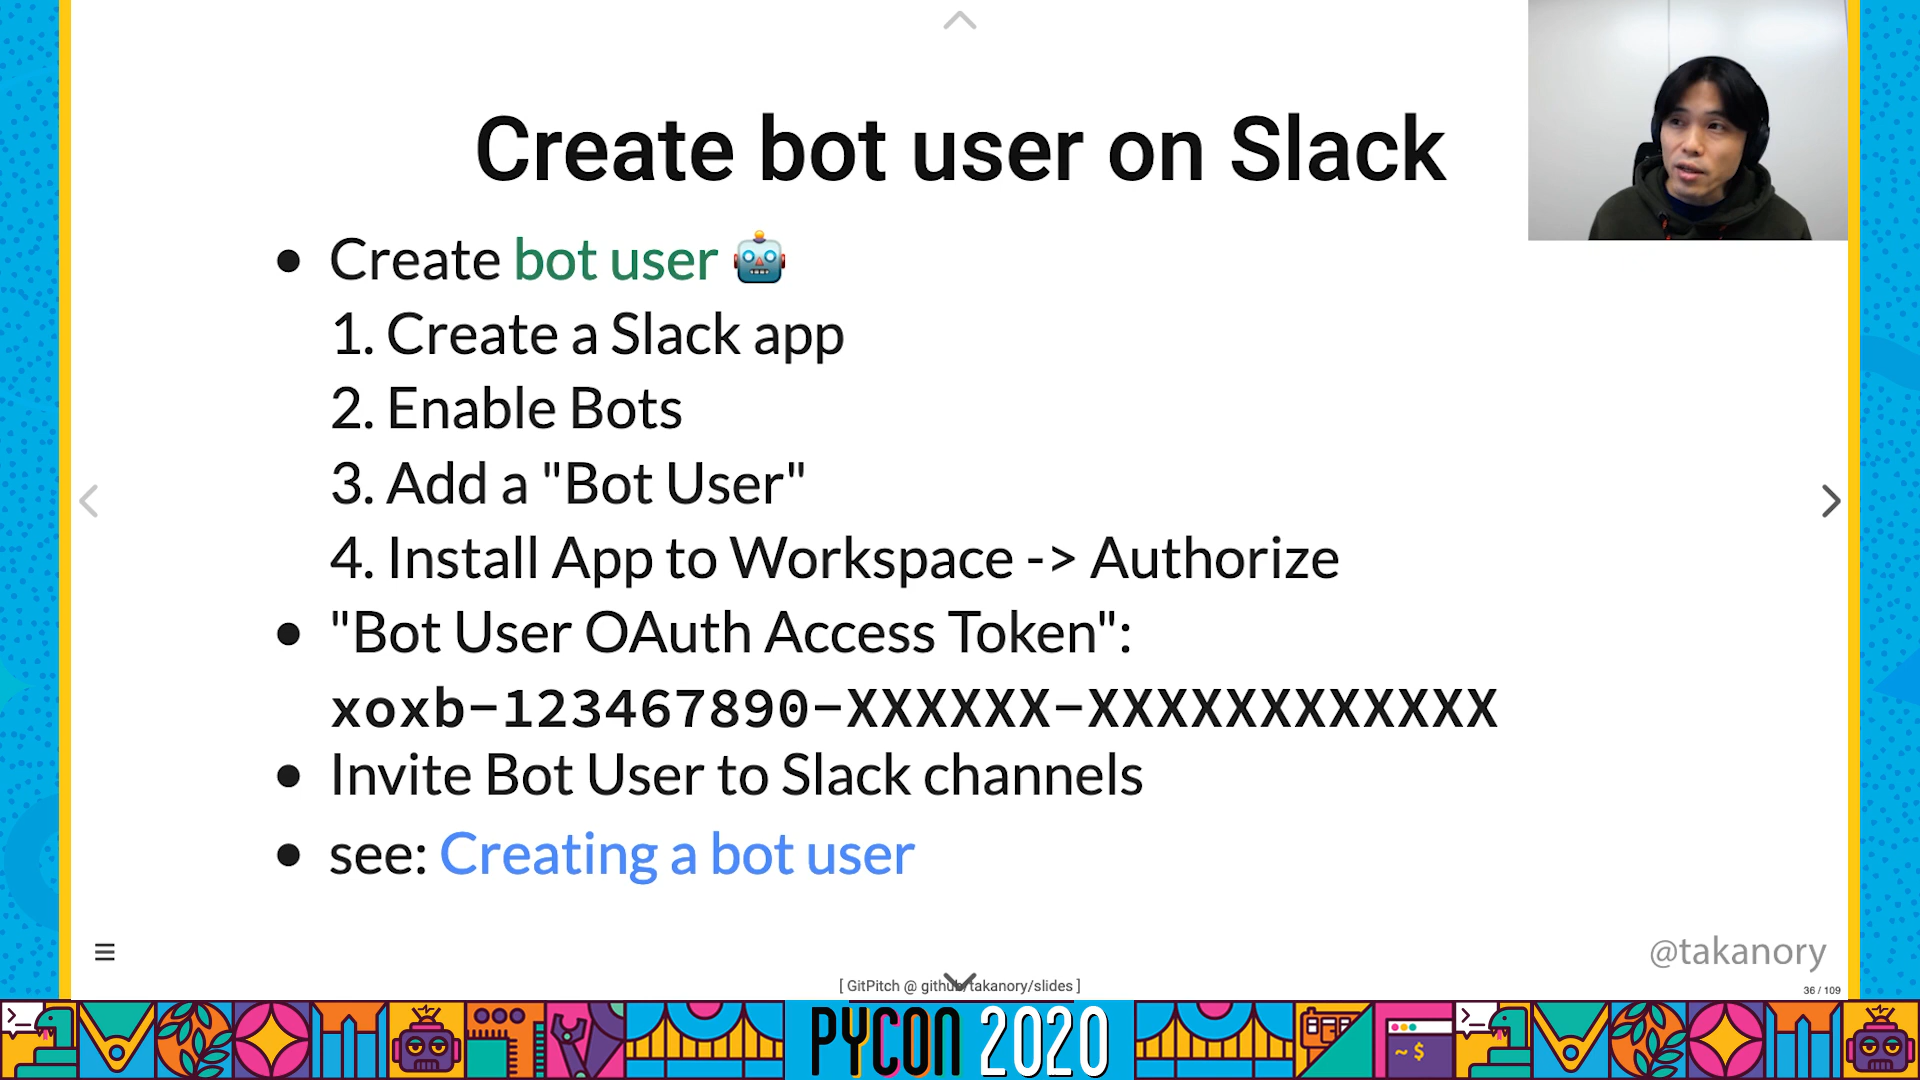 Create bot user on Slack
• Create bot user 🤖
1. Create a Slack app
2. Enable Bots
3. Add a "Bot User"
4. Install App to Workspace -> Authorize
• "Bot User OAuth Access Token":
xoxb-123467890-XXXXXX-XXXXXXXXXXXX
• Invite Bot User to Slack channels
• see: Creating a bot user
@takanory
[ GitPitch @ github/takanory/slides ]
36 / 109
PYCON 2020
~ $